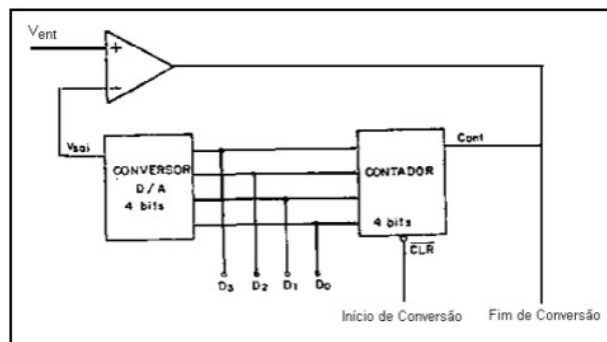 Vent
+
−
Vsai
CONVERSOR
D/A
4 bits
CONTADOR
4 bits
Cont
CLR
D3 D2 D1 D0
Início de Conversão
Fim de Conversão